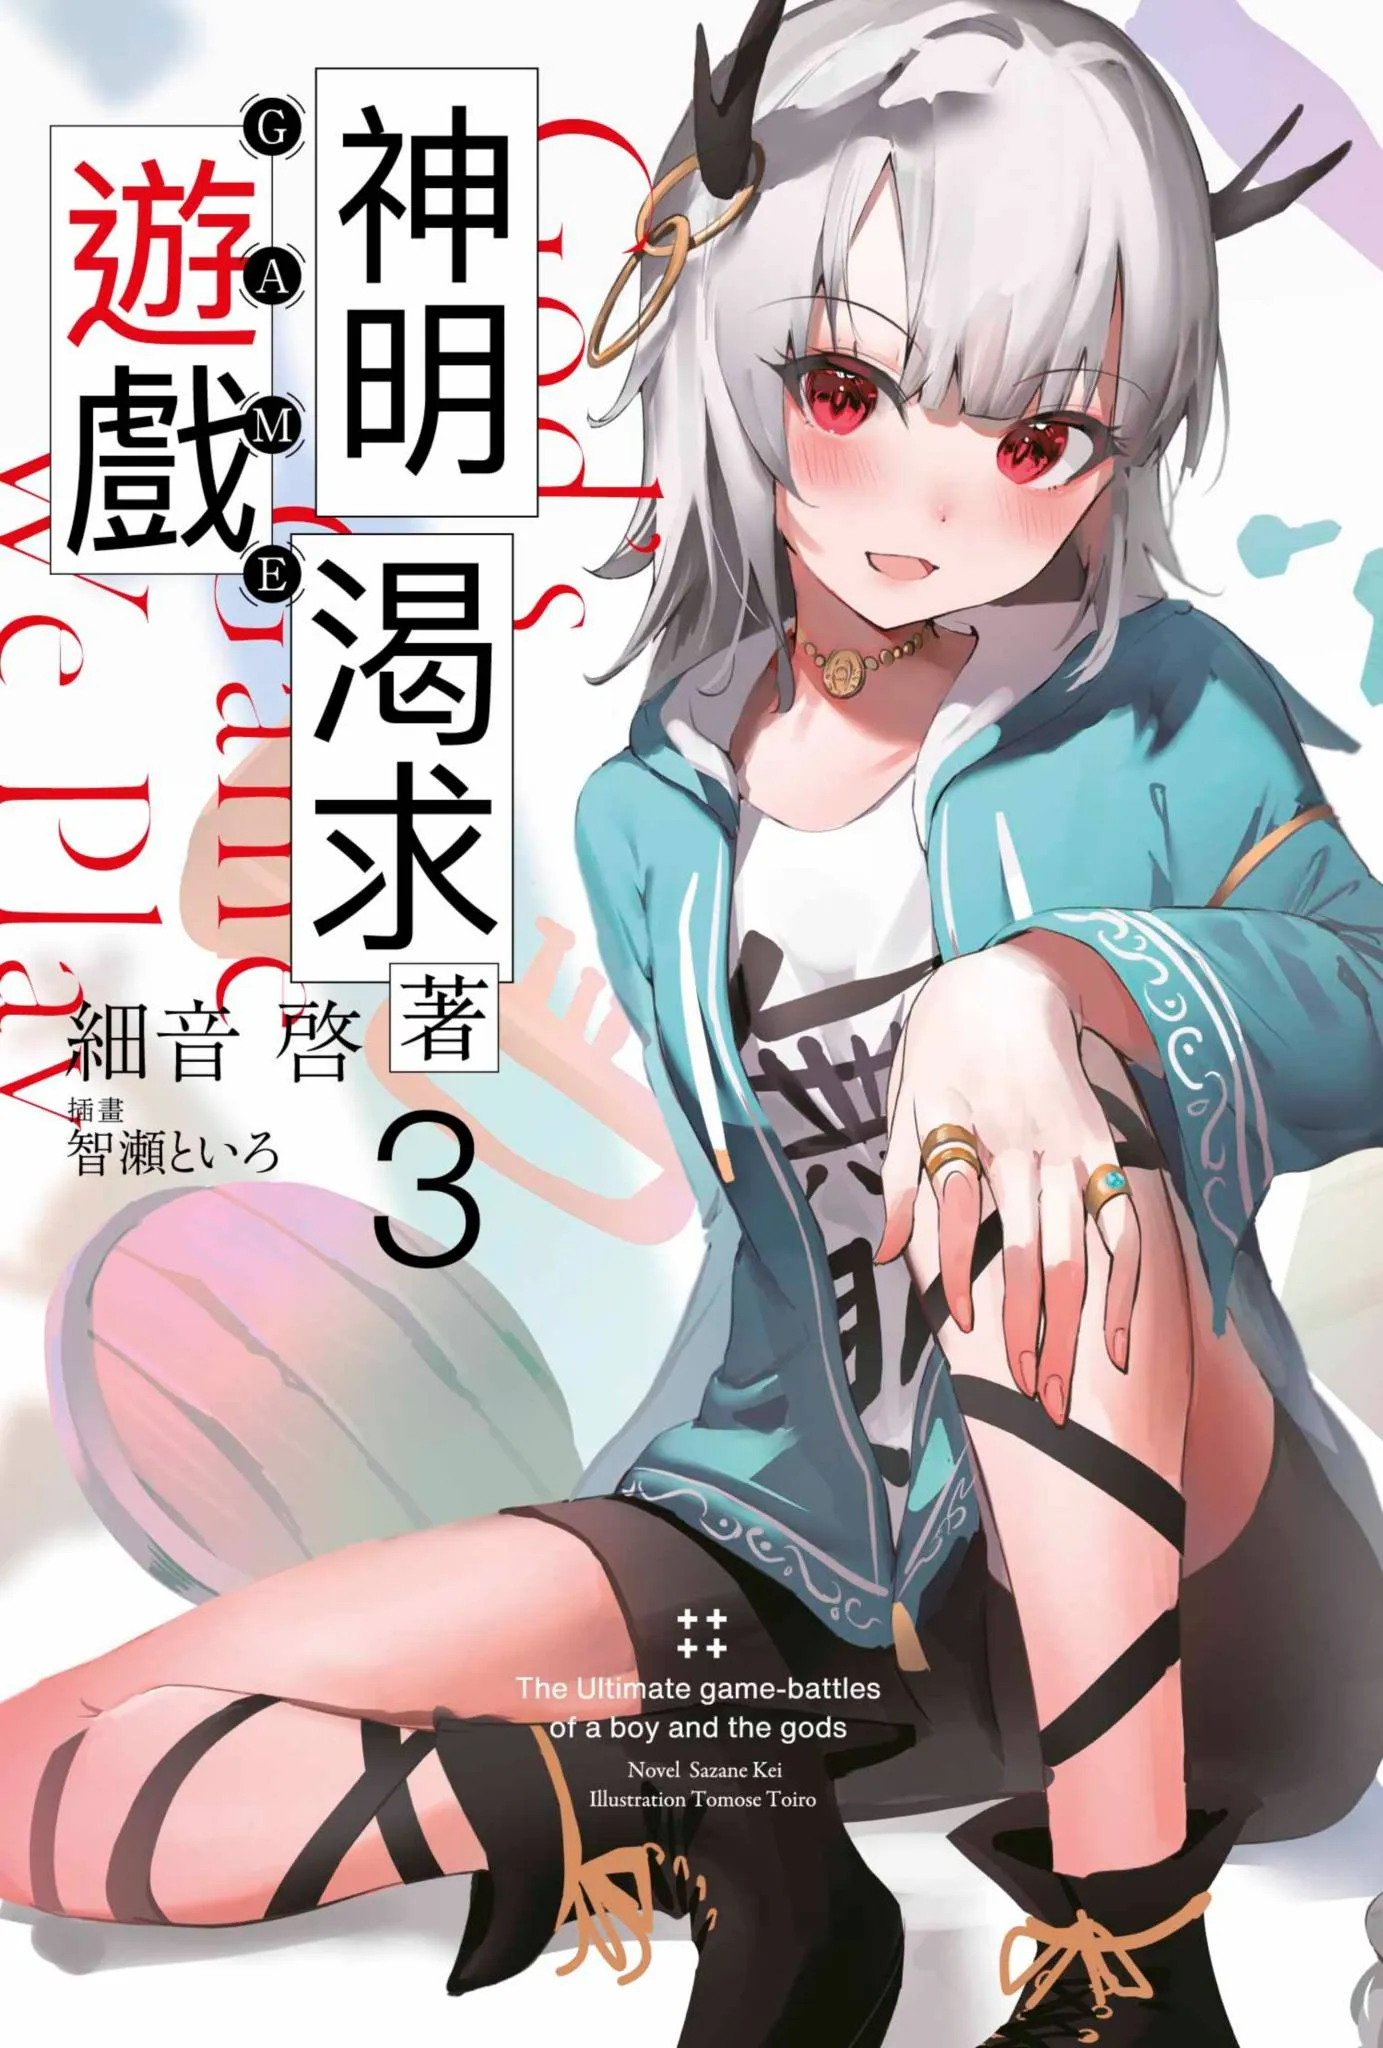 神明渴求
遊戲
GAME
God's
Game
We Play
細音 啓 著
插畫
智瀬といろ
3
The Ultimate game-battles
of a boy and the gods
Novel Sazane Kei
Illustration Tomose Toiro